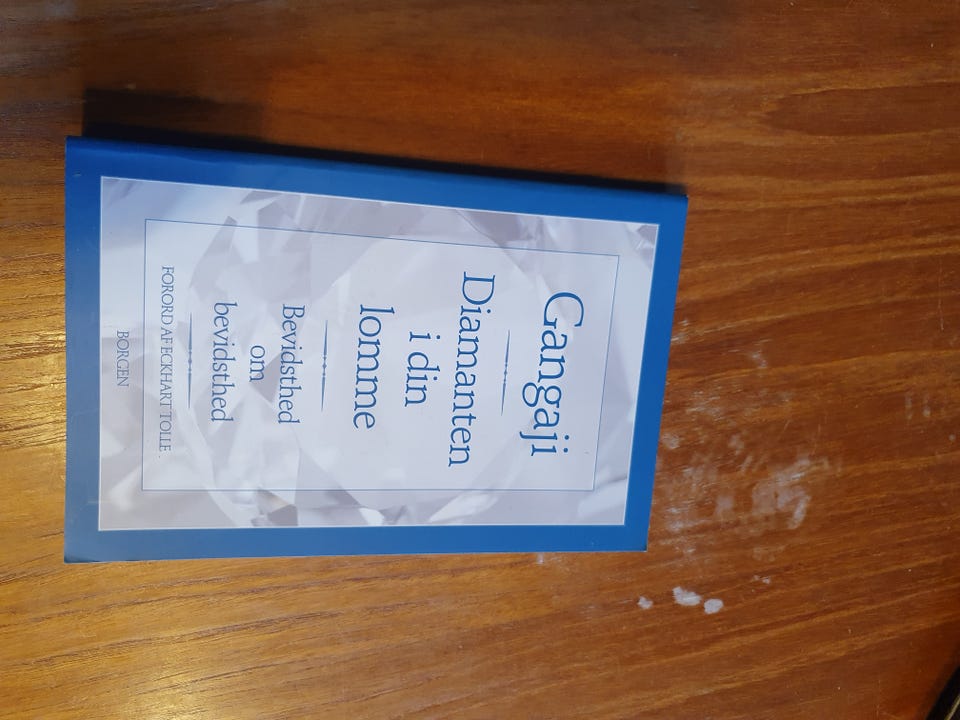 Gangaji
Diamanten
i din
lomme
Bevidsthed
om
bevidsthed
FORORD AF ECKHART TOLLE
BORGEN